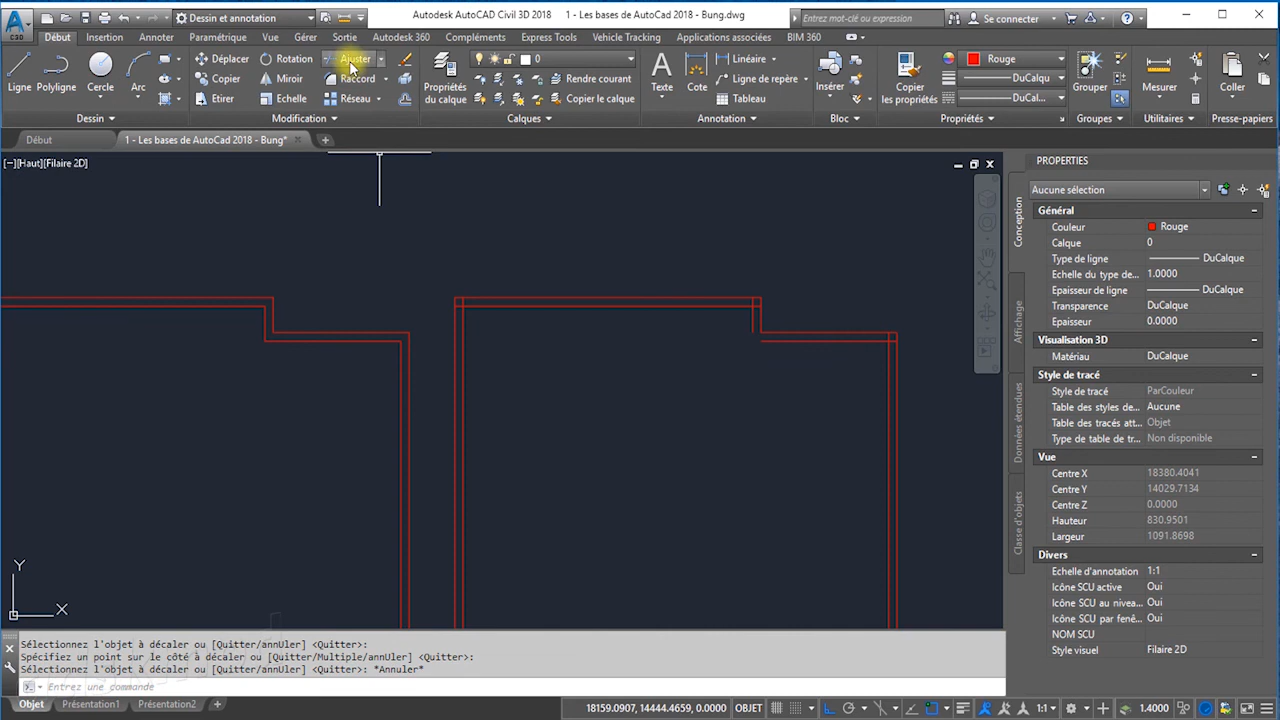 Autodesk AutoCAD Civil 3D 2018 1 - Les bases de AutoCad 2018 - Bung.dwg
Dessin et annotation
Entrez mot-clé ou expression
Se connecter
C3D
Début Insertion Annoter Paramétrique Vue Gérer Sortie Autodesk 360 Compléments Express Tools Vehicle Tracking Applications associées BIM 360
Ligne Polyligne Cercle Arc
Déplacer Rotation Ajuster
Copier Miroir Raccord
Etirer Echelle Réseau
Propriétés du calque
0
Rendre courant
Copier le calque
Texte Cote
Linéaire
Ligne de repère
Tableau
Insérer
Copier les propriétés
Rouge
DuCalqu
DuCal...
Grouper Mesurer Coller
Dessin Modification Calques Annotation Bloc Propriétés Groupes Utilitaires Presse-papiers
Début 1 - Les bases de AutoCad 2018 - Bung*
[−][Haut][Filaire 2D]
PROPERTIES
Aucune sélection
Général
Couleur Rouge
Calque 0
Type de ligne DuCalque
Echelle du type de... 1.0000
Epaisseur de ligne DuCalque
Transparence DuCalque
Epaisseur 0.0000
Visualisation 3D
Matériau DuCalque
Style de tracé
Style de tracé ParCouleur
Table des styles de... Aucune
Table des tracés att... Objet
Type de table de tr... Non disponible
Vue
Centre X 18380.4041
Centre Y 14029.7134
Centre Z 0.0000
Hauteur 830.9501
Largeur 1091.8698
Divers
Echelle d'annotation 1:1
Icône SCU active Oui
Icône SCU au nivea... Oui
Icône SCU par fenê... Oui
NOM SCU
Style visuel Filaire 2D
Conception
Affichage
Données étendues
Classe d'objets
Y
X
Sélectionnez l'objet à décaler ou [Quitter/annUler] <Quitter>:
Spécifiez un point sur le côté à décaler ou [Quitter/Multiple/annUler] <Quitter>:
Sélectionnez l'objet à décaler ou [Quitter/annUler] <Quitter>: *Annuler*
Entrez une commande
Objet Présentation1 Présentation2
18159.0907, 14444.4659, 0.0000 OBJET 1:1 1.4000